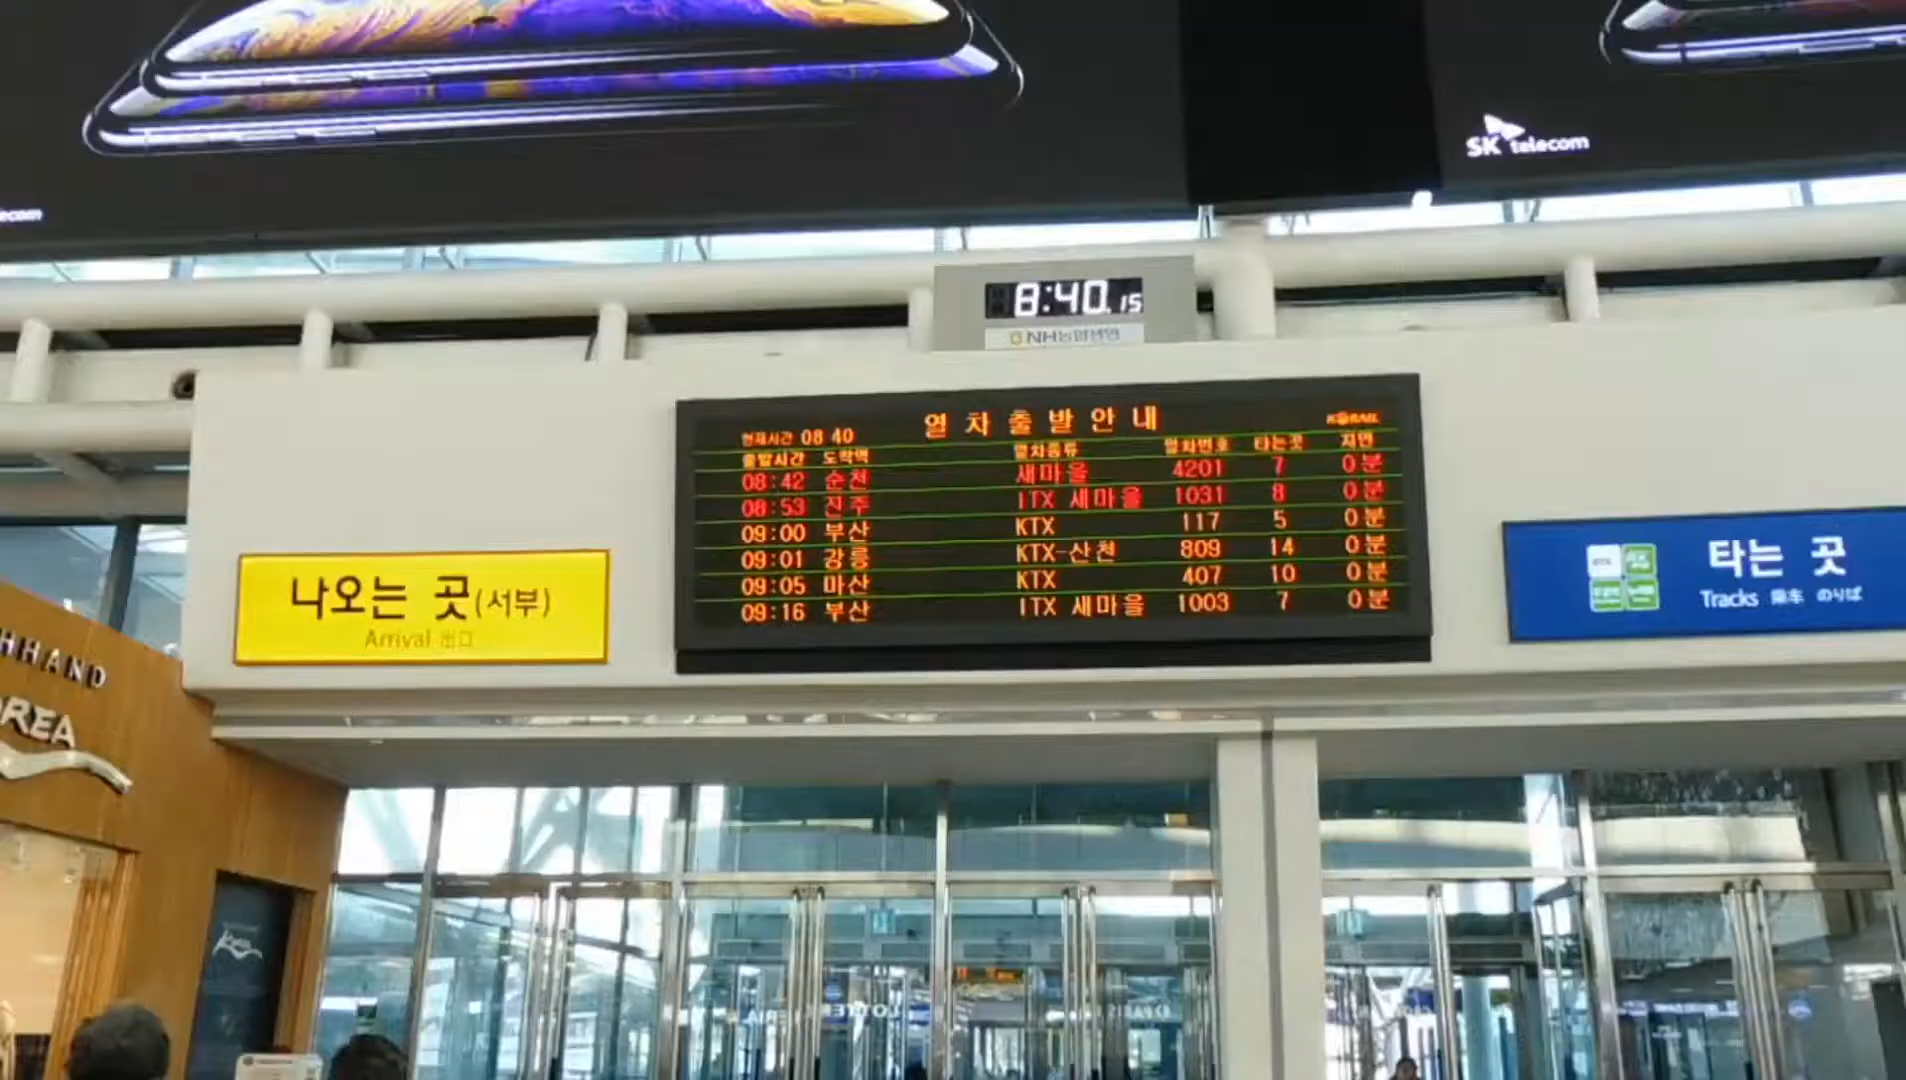 SK telecom
ecom
8:40 15
NH농협은행
열 차 출 발 안 내
KORAIL
현재시간 08 40
출발시간 도착역 열차종류 열차번호 타는곳 지연
08:42 순천 새마을 4201 7 0분
08:53 진주 ITX 새마을 1031 8 0분
09:00 부산 KTX 117 5 0분
09:01 강릉 KTX-산천 809 14 0분
09:05 마산 KTX 407 10 0분
09:16 부산 ITX 새마을 1003 7 0분
나오는 곳(서부)
Arrival 出口
타는 곳
Tracks 乘车 のりば
HHAND
REA